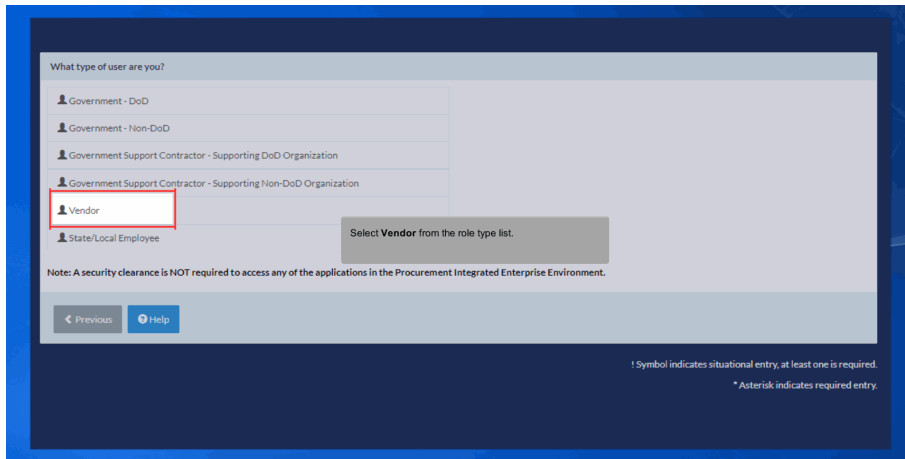 What type of user are you?
Government - DoD
Government - Non-DoD
Government Support Contractor - Supporting DoD Organization
Government Support Contractor - Supporting Non-DoD Organization
Vendor
Select Vendor from the role type list.
State/Local Employee
Note: A security clearance is NOT required to access any of the applications in the Procurement Integrated Enterprise Environment.
Previous
Help
! Symbol indicates situational entry, at least one is required.
* Asterisk indicates required entry.